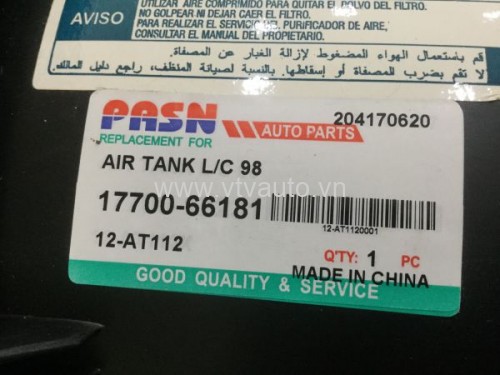 UTILIZAR AIRE COMPRIMIDO PARA QUITAR EL POLVO DEL FILTRO.
NO GOLPEAR NI DEJAR CAER EL FILTRO.
PARA REALIZAR EL SERVICIO DEL PURIFICADOR DE AIRE,
CONSULTAR EL MANUAL DEL PROPIETARIO.
AVISO
قم باستعمال الهواء المضغوط لإزالة الغبار عن المصفاة.
لا تقم بضرب المصفاة أو إسقاطها. بالنسبة لصيانة المنظف، راجع دليل المالك.
PASN
AUTO PARTS
204170620
REPLACEMENT FOR
AIR TANK L/C 98
www.vtvauto.vn
17700-66181
12-AT1120001
12-AT112
Q'TY: 1 PC
MADE IN CHINA
GOOD QUALITY & SERVICE